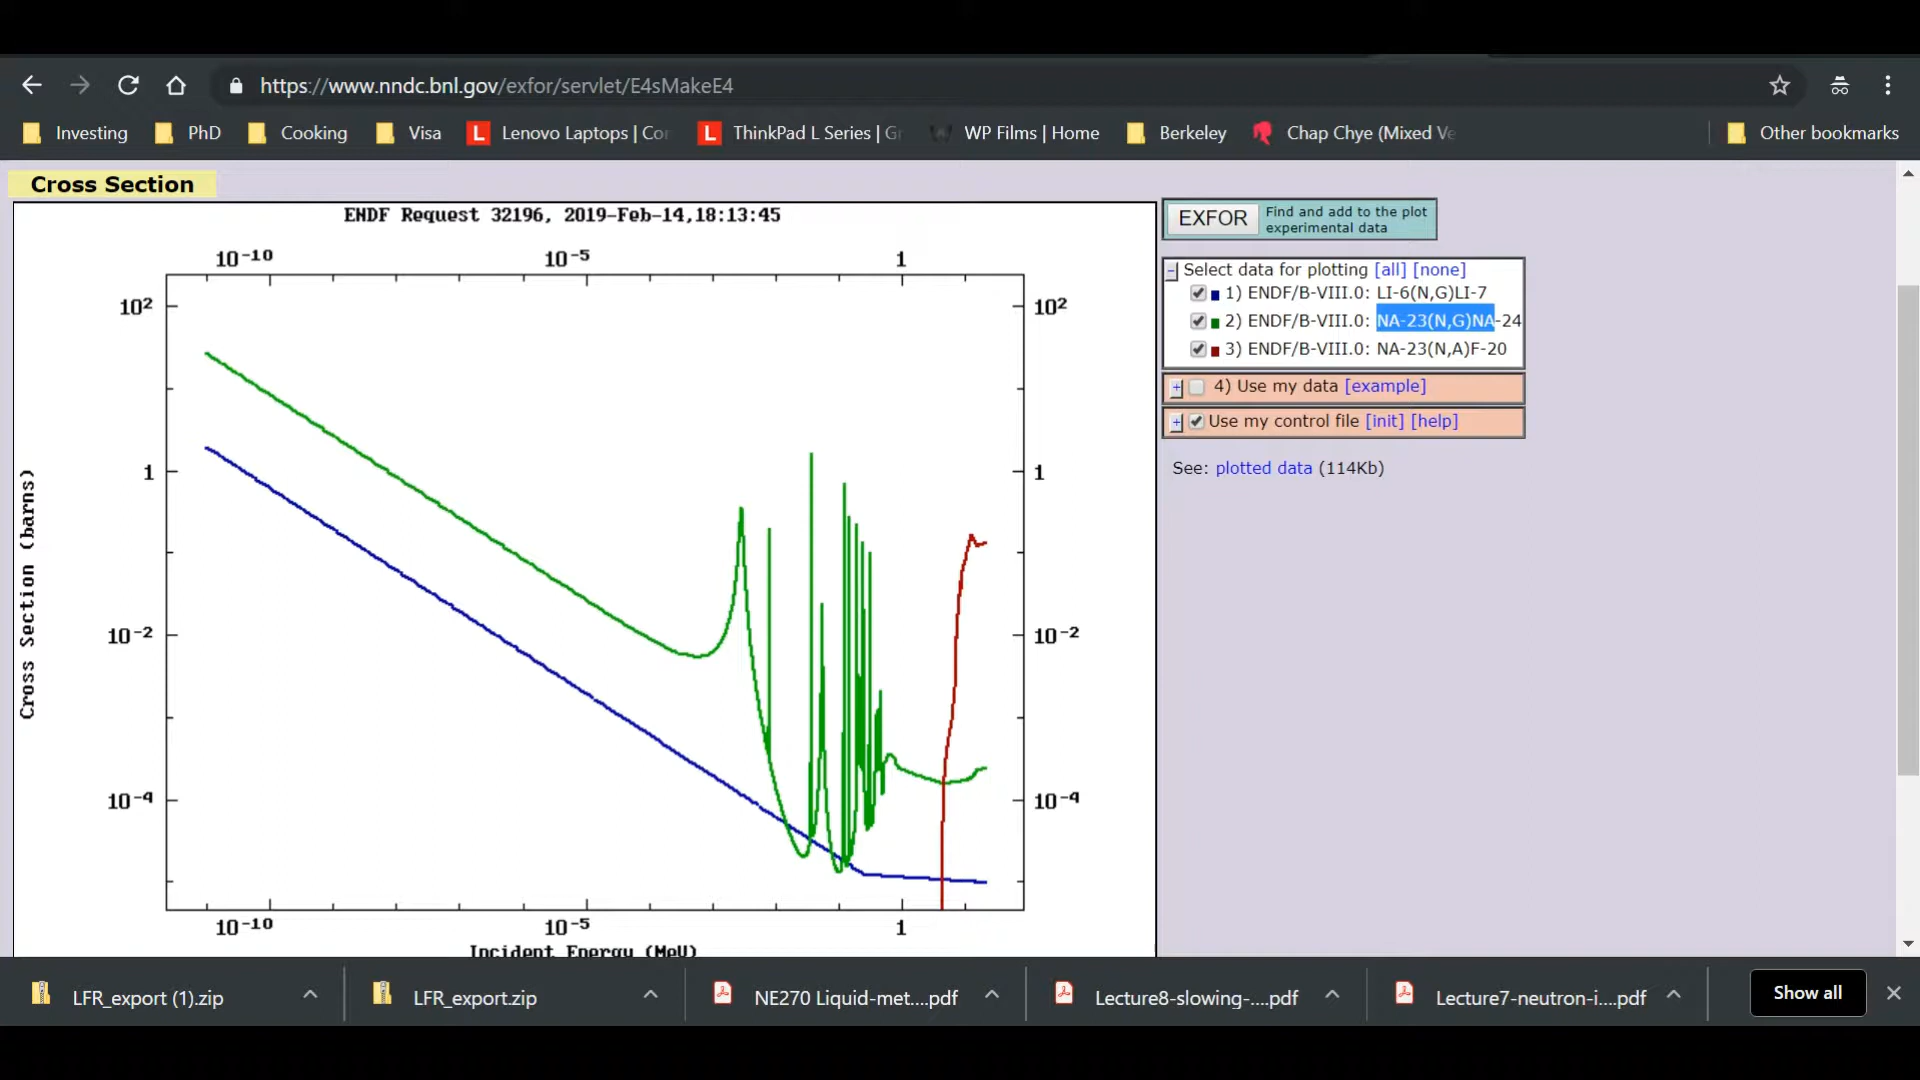 https://www.nndc.bnl.gov/exfor/servlet/E4sMakeE4
Investing PhD Cooking Visa Lenovo Laptops | Cor ThinkPad L Series | Gr WP Films | Home Berkeley Chap Chye (Mixed Ve Other bookmarks
Cross Section
ENDF Request 32196, 2019-Feb-14,18:13:45
10⁻¹⁰ 10⁻⁵ 1
10² 10²
1 1
10⁻² 10⁻²
10⁻⁴ 10⁻⁴
Cross Section (barns)
10⁻¹⁰ 10⁻⁵ 1
Incident Energy (MeV)
EXFOR Find and add to the plot
experimental data
Select data for plotting [all] [none]
1) ENDF/B-VIII.0: LI-6(N,G)LI-7
2) ENDF/B-VIII.0: NA-23(N,G)NA-24
3) ENDF/B-VIII.0: NA-23(N,A)F-20
4) Use my data [example]
Use my control file [init] [help]
See: plotted data (114Kb)
LFR_export (1).zip LFR_export.zip NE270 Liquid-met....pdf Lecture8-slowing-....pdf Lecture7-neutron-i....pdf Show all